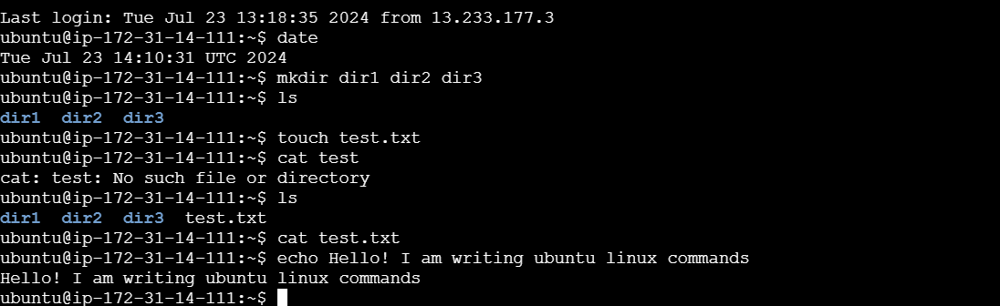 Last login: Tue Jul 23 13:18:35 2024 from 13.233.177.3
ubuntu@ip-172-31-14-111:~$ date
Tue Jul 23 14:10:31 UTC 2024
ubuntu@ip-172-31-14-111:~$ mkdir dir1 dir2 dir3
ubuntu@ip-172-31-14-111:~$ ls
dir1  dir2  dir3
ubuntu@ip-172-31-14-111:~$ touch test.txt
ubuntu@ip-172-31-14-111:~$ cat test
cat: test: No such file or directory
ubuntu@ip-172-31-14-111:~$ ls
dir1  dir2  dir3  test.txt
ubuntu@ip-172-31-14-111:~$ cat test.txt
ubuntu@ip-172-31-14-111:~$ echo Hello! I am writing ubuntu linux commands
Hello! I am writing ubuntu linux commands
ubuntu@ip-172-31-14-111:~$